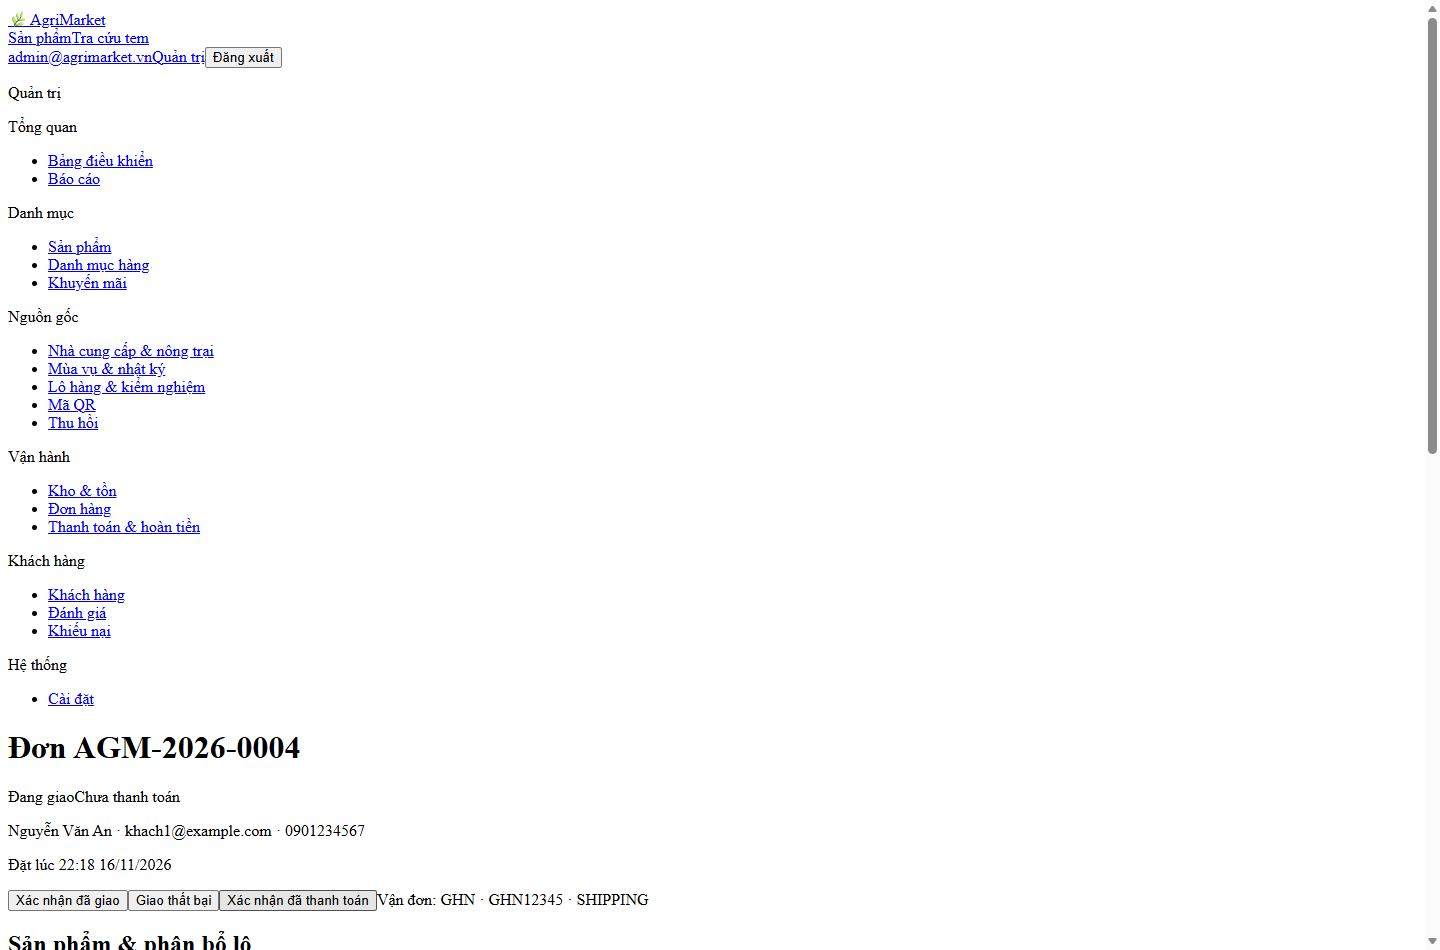 🌿 AgriMarket
Sản phẩmTra cứu tem
admin@agrimarket.vnQuản trịĐăng xuất
Quản trị
Tổng quan
Bảng điều khiển
Báo cáo
Danh mục
Sản phẩm
Danh mục hàng
Khuyến mãi
Nguồn gốc
Nhà cung cấp & nông trại
Mùa vụ & nhật ký
Lô hàng & kiểm nghiệm
Mã QR
Thu hồi
Vận hành
Kho & tồn
Đơn hàng
Thanh toán & hoàn tiền
Khách hàng
Khách hàng
Đánh giá
Khiếu nại
Hệ thống
Cài đặt
Đơn AGM-2026-0004
Đang giaoChưa thanh toán
Nguyễn Văn An · khach1@example.com · 0901234567
Đặt lúc 22:18 16/11/2026
Xác nhận đã giao Giao thất bại Xác nhận đã thanh toán Vận đơn: GHN · GHN12345 · SHIPPING
Sản phẩm & phân bổ lô